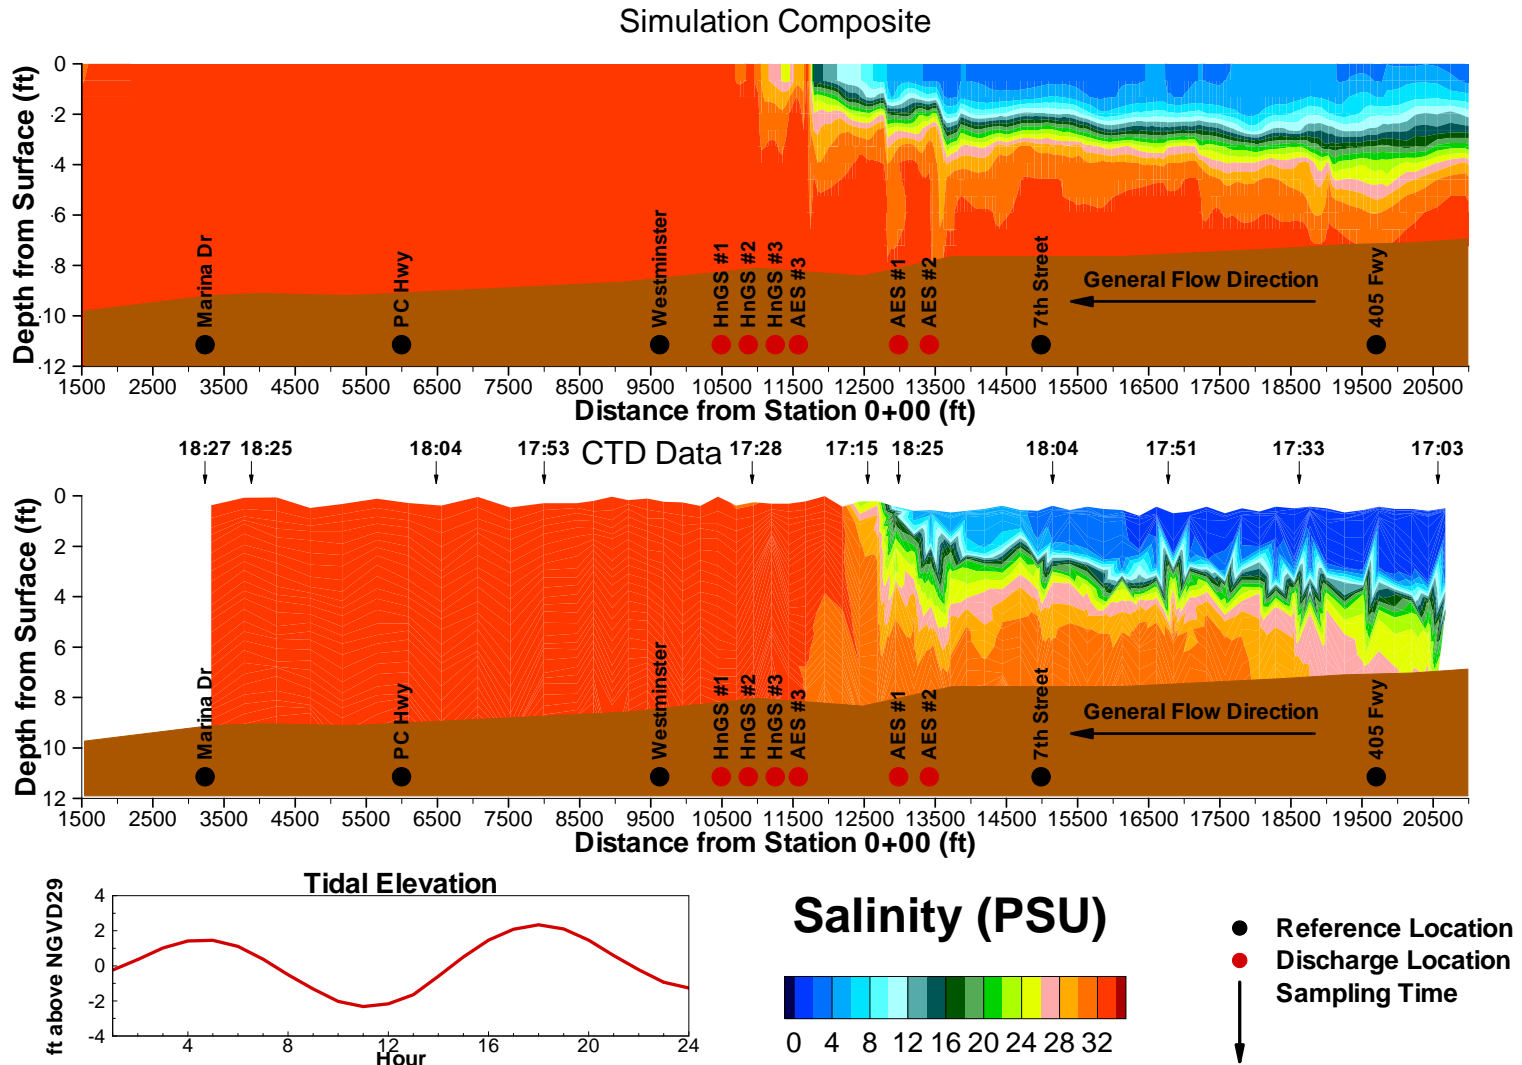 Simulation Composite
Depth from Surface (ft)
0
·2
·4
·6
·8
·10
·12
Marina Dr
PC Hwy
Westminster
HnGS #1
HnGS #2
HnGS #3
AES #3
AES #1
AES #2
7th Street
405 Fwy
General Flow Direction
1500 2500 3500 4500 5500 6500 7500 8500 9500 10500 11500 12500 13500 14500 15500 16500 17500 18500 19500 20500
Distance from Station 0+00 (ft)
18:27 18:25 18:04 17:53 CTD Data 17:28 17:15 18:25 18:04 17:51 17:33 17:03
Depth from Surface (ft)
0
2
4
6
8
10
12
Marina Dr
PC Hwy
Westminster
HnGS #1
HnGS #2
HnGS #3
AES #3
AES #1
AES #2
7th Street
405 Fwy
General Flow Direction
1500 2500 3500 4500 5500 6500 7500 8500 9500 10500 11500 12500 13500 14500 15500 16500 17500 18500 19500 20500
Distance from Station 0+00 (ft)
Tidal Elevation
ft above NGVD29
4
2
0
-2
-4
4 8 12 16 20 24
Hour
Salinity (PSU)
0 4 8 12 16 20 24 28 32
Reference Location
Discharge Location
Sampling Time